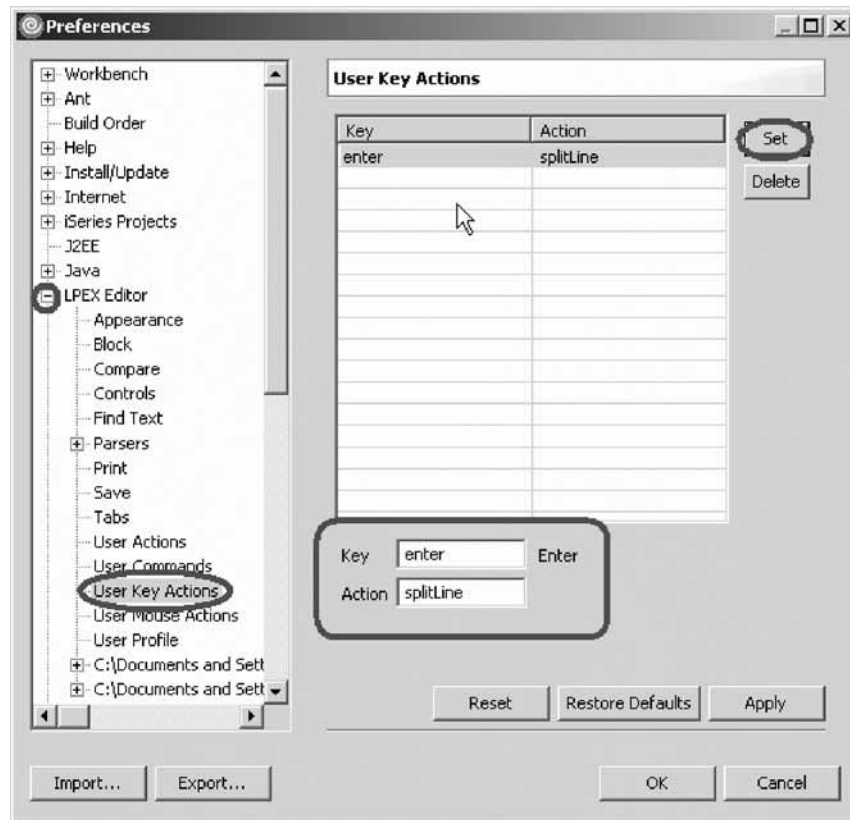 Preferences
Workbench
Ant
Build Order
Help
Install/Update
Internet
iSeries Projects
J2EE
Java
LPEX Editor
Appearance
Block
Compare
Controls
Find Text
Parsers
Print
Save
Tabs
User Actions
User Commands
User Key Actions
User Mouse Actions
User Profile
C:\Documents and Sett
C:\Documents and Sett
User Key Actions
Key Action
enter splitLine
Set
Delete
Key enter Enter
Action splitLine
Reset Restore Defaults Apply
Import... Export... OK Cancel